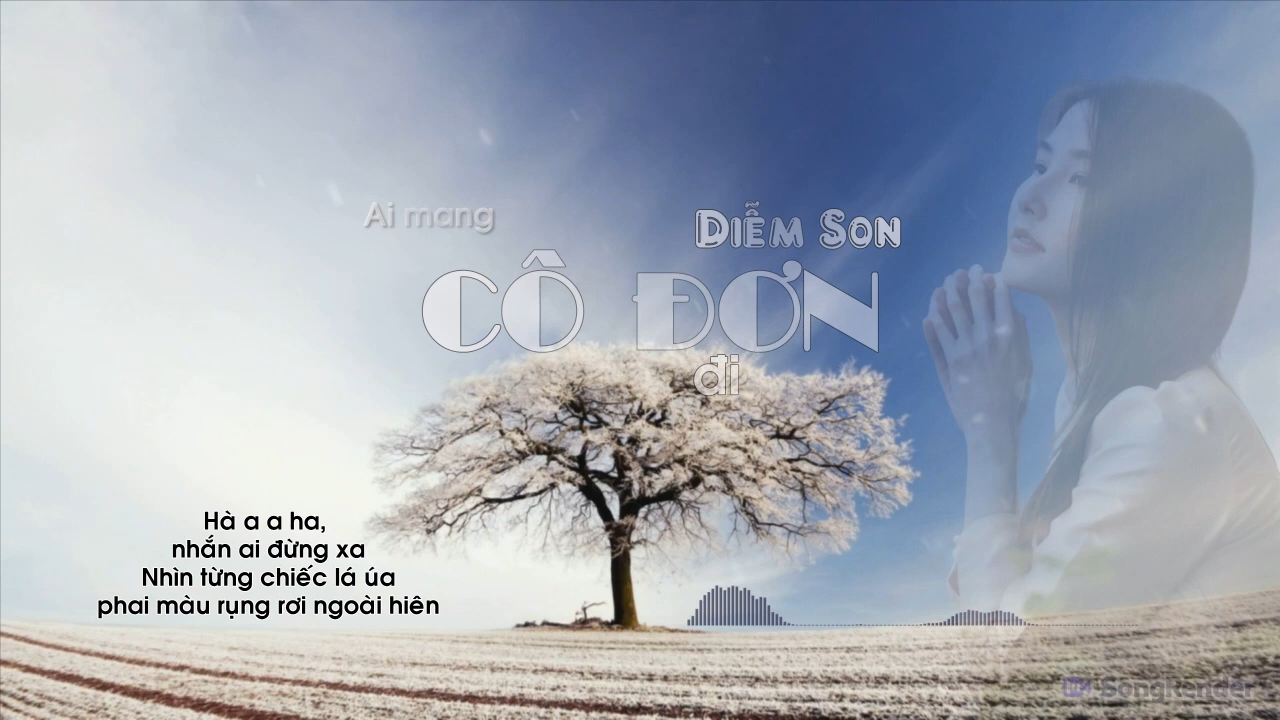 Ai mang
Diễm Son
CÔ ĐƠN
đi
Hà a a ha,
nhắn ai đừng xa
Nhìn từng chiếc lá úa
phai màu rụng rơi ngoài hiên
SongRender